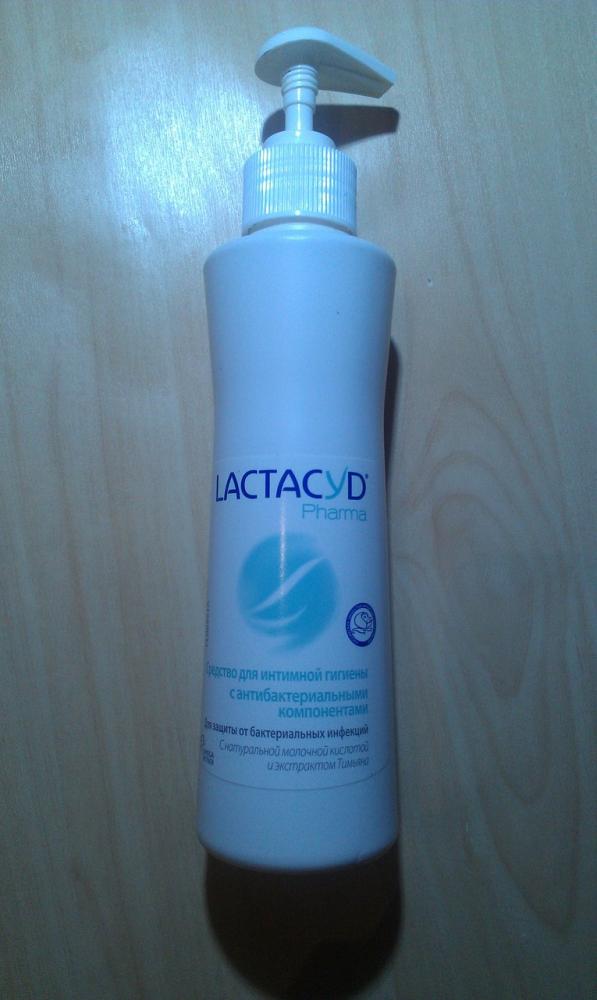 LACTACYD®
Pharma
Средство для интимной гигиены
с антибактериальными
компонентами
Для защиты от бактериальных инфекций
С натуральной молочной кислотой
и экстрактом Тимьяна